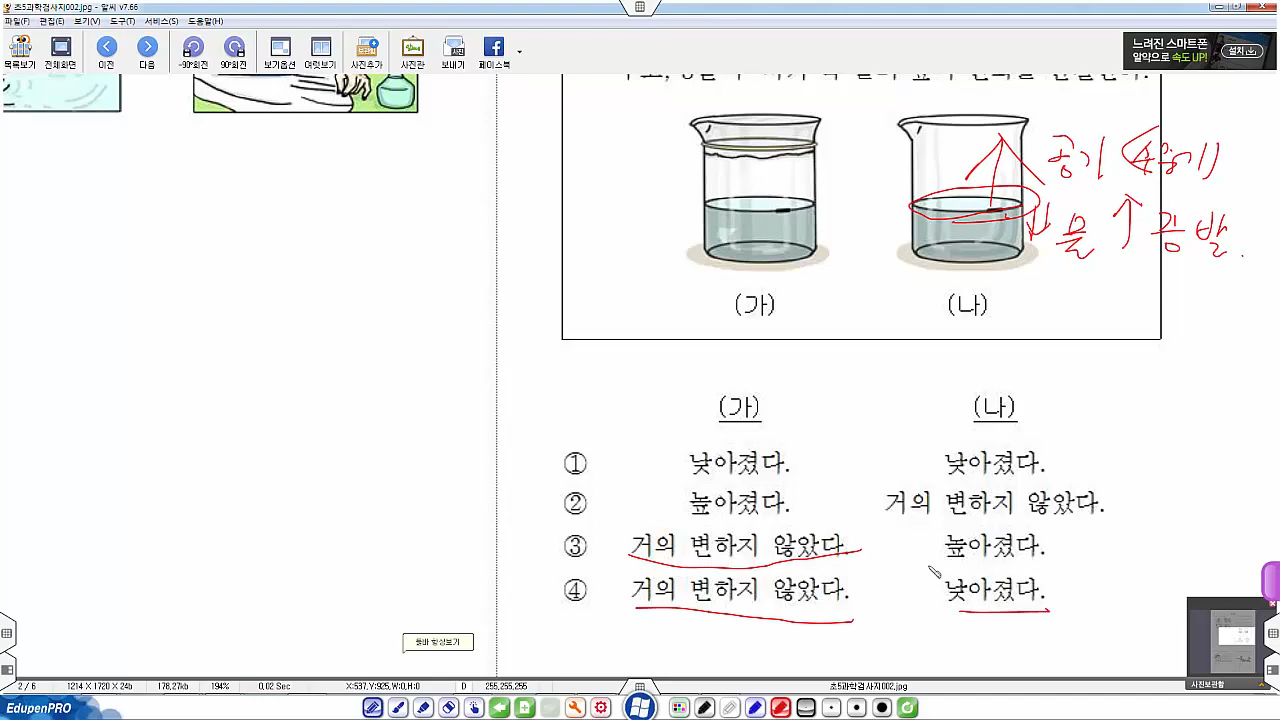 초5과학검사지002.jpg - 알씨 v7.66
파일(F) 편집(E) 보기(V) 도구(T) 서비스(S) 도움말(H)
목록보기 전체화면 이전 다음 -90°회전 90°회전 보기옵션 여럿보기 사진추가 사진판 보내기 페이스북
느려진 스마트폰
알약으로 속도 UP!
설치
공기
물 증발
(가) (나)
(가) (나)
① 낮아졌다. 낮아졌다.
② 높아졌다. 거의 변하지 않았다.
③ 거의 변하지 않았다. 높아졌다.
④ 거의 변하지 않았다. 낮아졌다.
툴바 항상보기
사진보관함
2 / 6 1214 X 1720 X 24b 178,27kb 194% 0,02 Sec X:537,Y:925,W:0,H:0 D 255,255,255 초5과학검사지002.jpg
EdupenPRO